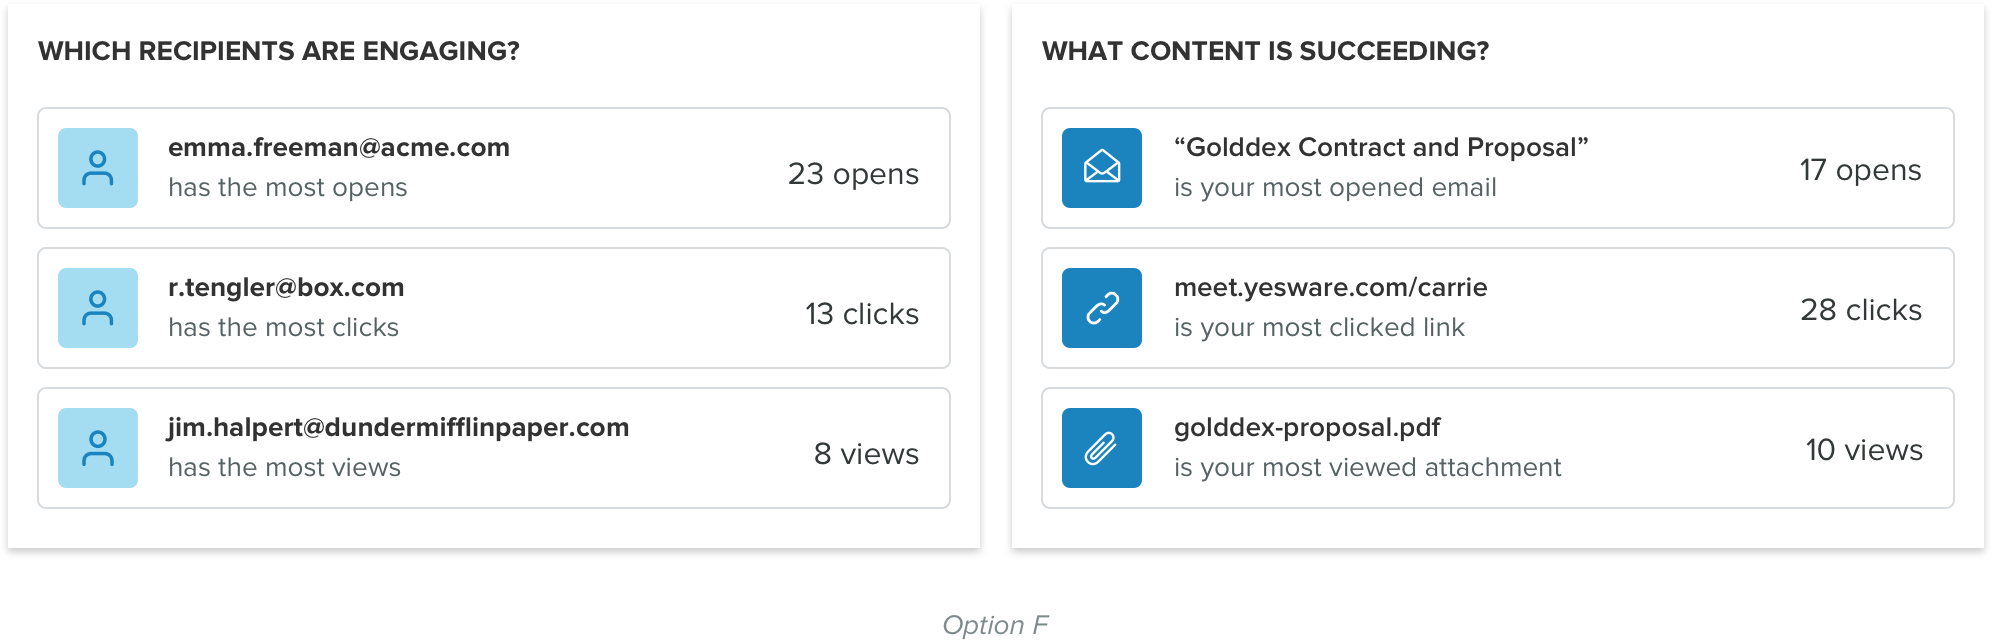 WHICH RECIPIENTS ARE ENGAGING?
emma.freeman@acme.com
has the most opens
23 opens
r.tengler@box.com
has the most clicks
13 clicks
jim.halpert@dundermifflinpaper.com
has the most views
8 views
WHAT CONTENT IS SUCCEEDING?
“Golddex Contract and Proposal”
is your most opened email
17 opens
meet.yesware.com/carrie
is your most clicked link
28 clicks
golddex-proposal.pdf
is your most viewed attachment
10 views
Option F